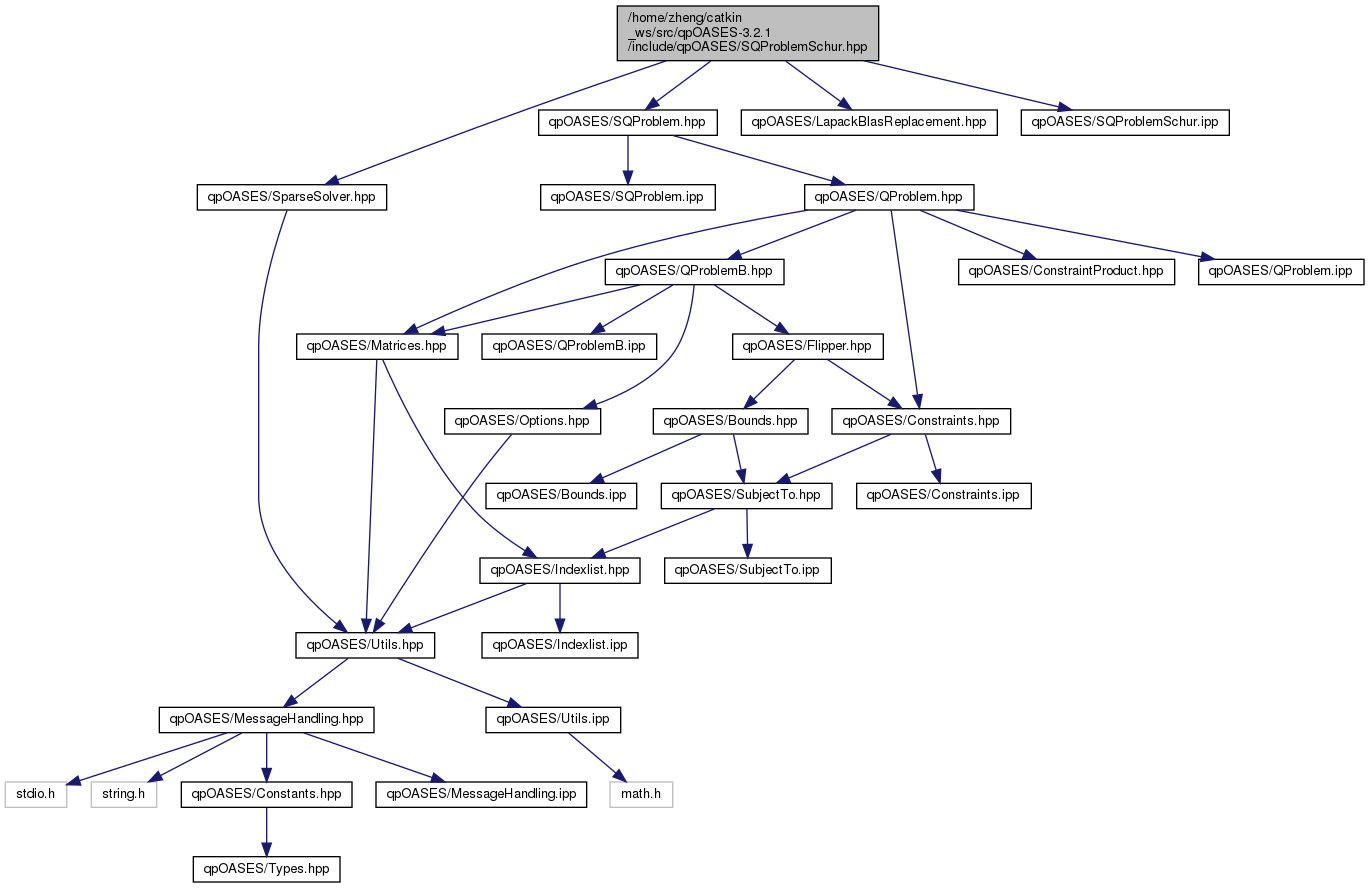 /home/zheng/catkin
_ws/src/qpOASES-3.2.1
/include/qpOASES/SQProblemSchur.hpp
qpOASES/SQProblem.hpp
qpOASES/LapackBlasReplacement.hpp
qpOASES/SQProblemSchur.ipp
qpOASES/SparseSolver.hpp
qpOASES/SQProblem.ipp
qpOASES/QProblem.hpp
qpOASES/QProblemB.hpp
qpOASES/ConstraintProduct.hpp
qpOASES/QProblem.ipp
qpOASES/Matrices.hpp
qpOASES/QProblemB.ipp
qpOASES/Flipper.hpp
qpOASES/Options.hpp
qpOASES/Bounds.hpp
qpOASES/Constraints.hpp
qpOASES/Bounds.ipp
qpOASES/SubjectTo.hpp
qpOASES/Constraints.ipp
qpOASES/Indexlist.hpp
qpOASES/SubjectTo.ipp
qpOASES/Utils.hpp
qpOASES/Indexlist.ipp
qpOASES/MessageHandling.hpp
qpOASES/Utils.ipp
stdio.h
string.h
qpOASES/Constants.hpp
qpOASES/MessageHandling.ipp
math.h
qpOASES/Types.hpp